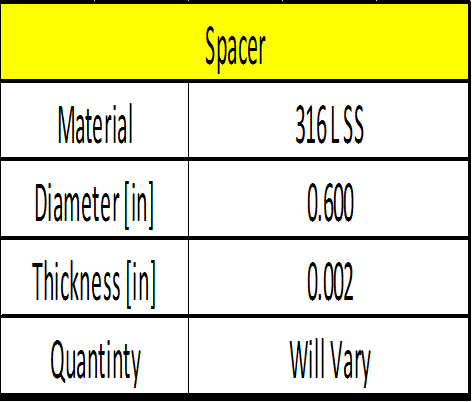 Spacer
Material 316 L SS
Diameter [in] 0.600
Thickness [in] 0.002
Quantinty Will Vary